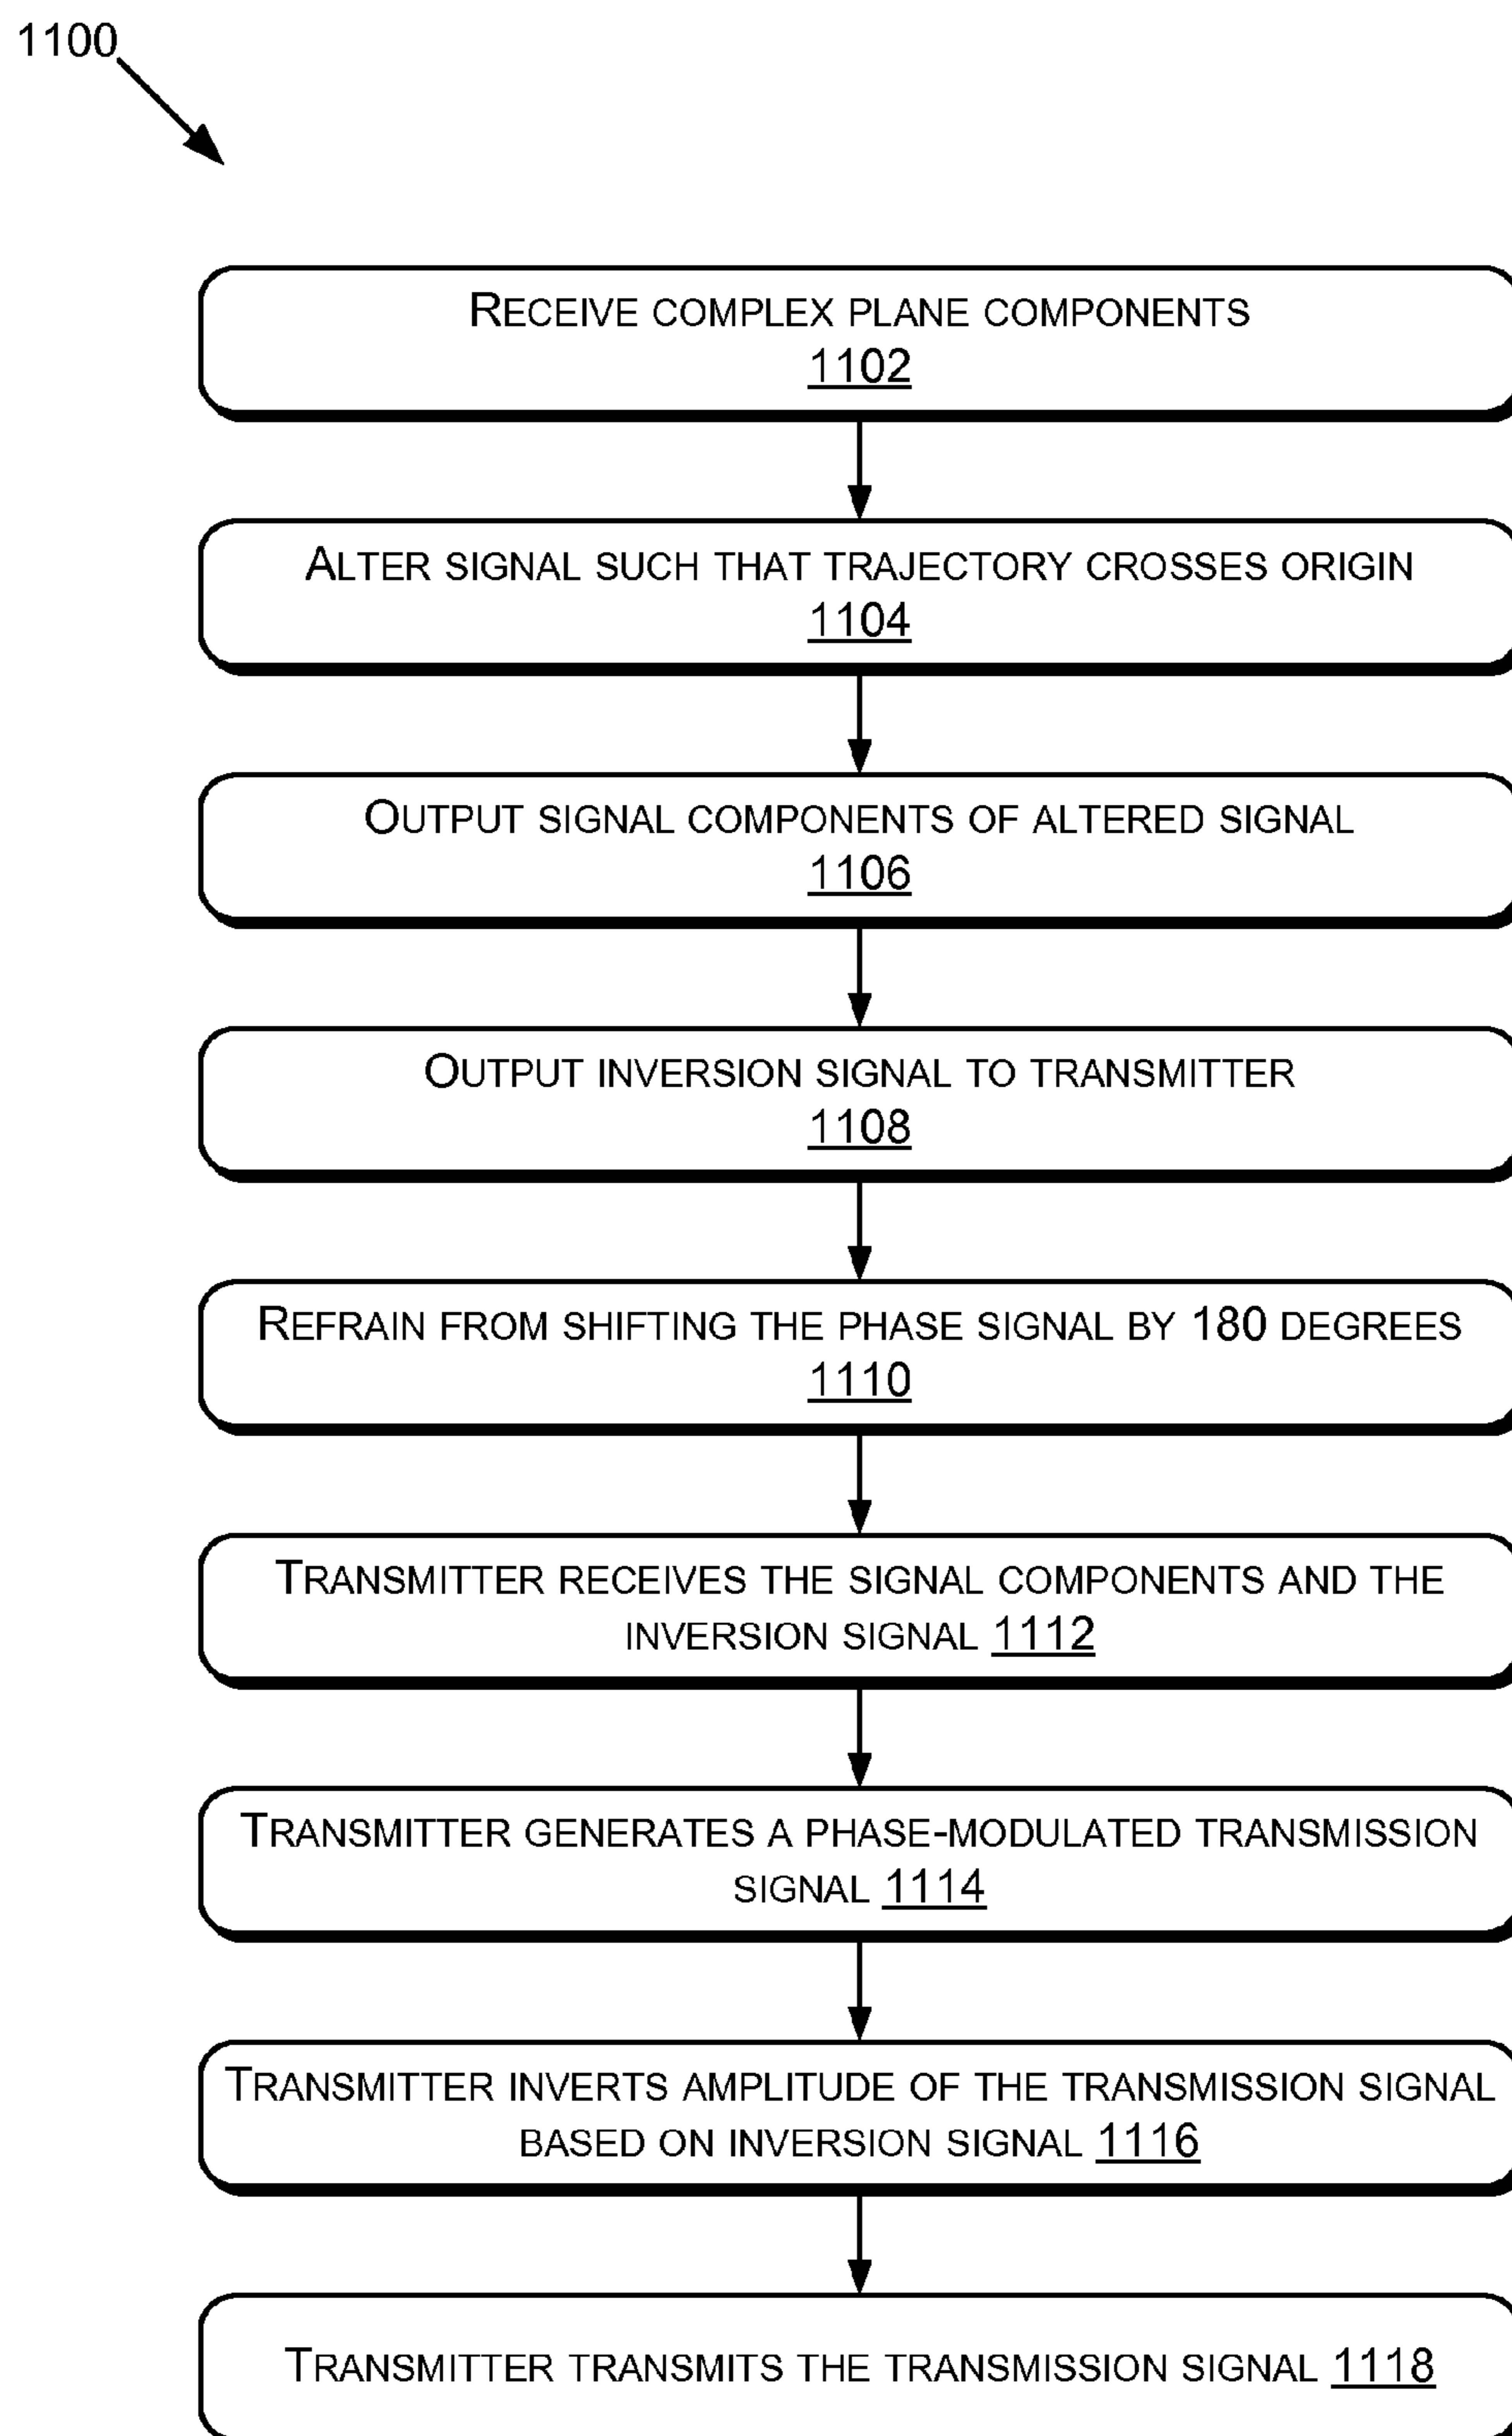 1100
RECEIVE COMPLEX PLANE COMPONENTS
1102
ALTER SIGNAL SUCH THAT TRAJECTORY CROSSES ORIGIN
1104
OUTPUT SIGNAL COMPONENTS OF ALTERED SIGNAL
1106
OUTPUT INVERSION SIGNAL TO TRANSMITTER
1108
REFRAIN FROM SHIFTING THE PHASE SIGNAL BY 180 DEGREES
1110
TRANSMITTER RECEIVES THE SIGNAL COMPONENTS AND THE
INVERSION SIGNAL 1112
TRANSMITTER GENERATES A PHASE-MODULATED TRANSMISSION
SIGNAL 1114
TRANSMITTER INVERTS AMPLITUDE OF THE TRANSMISSION SIGNAL
BASED ON INVERSION SIGNAL 1116
TRANSMITTER TRANSMITS THE TRANSMISSION SIGNAL 1118